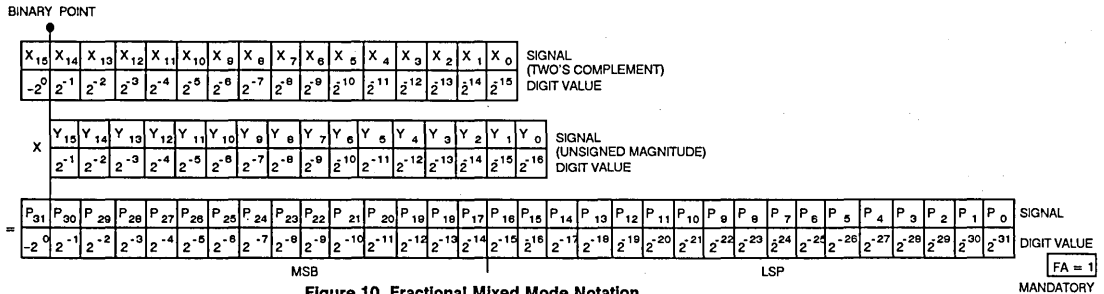 BINARY POINT
X15 X14 X13 X12 X11 X10 X9 X8 X7 X6 X5 X4 X3 X2 X1 X0 SIGNAL
(TWO'S COMPLEMENT)
-2^0 2^-1 2^-2 2^-3 2^-4 2^-5 2^-6 2^-7 2^-8 2^-9 2^-10 2^-11 2^-12 2^-13 2^-14 2^-15 DIGIT VALUE
X Y15 Y14 Y13 Y12 Y11 Y10 Y9 Y8 Y7 Y6 Y5 Y4 Y3 Y2 Y1 Y0 SIGNAL
(UNSIGNED MAGNITUDE)
2^-1 2^-2 2^-3 2^-4 2^-5 2^-6 2^-7 2^-8 2^-9 2^-10 2^-11 2^-12 2^-13 2^-14 2^-15 2^-16 DIGIT VALUE
= P31 P30 P29 P28 P27 P26 P25 P24 P23 P22 P21 P20 P19 P18 P17 P16 P15 P14 P13 P12 P11 P10 P9 P8 P7 P6 P5 P4 P3 P2 P1 P0 SIGNAL
-2^0 2^-1 2^-2 2^-3 2^-4 2^-5 2^-6 2^-7 2^-8 2^-9 2^-10 2^-11 2^-12 2^-13 2^-14 2^-15 2^-16 2^-17 2^-18 2^-19 2^-20 2^-21 2^-22 2^-23 2^-24 2^-25 2^-26 2^-27 2^-28 2^-29 2^-30 2^-31 DIGIT VALUE
MSB LSP FA = 1
MANDATORY
Figure 10. Fractional Mixed Mode Notation